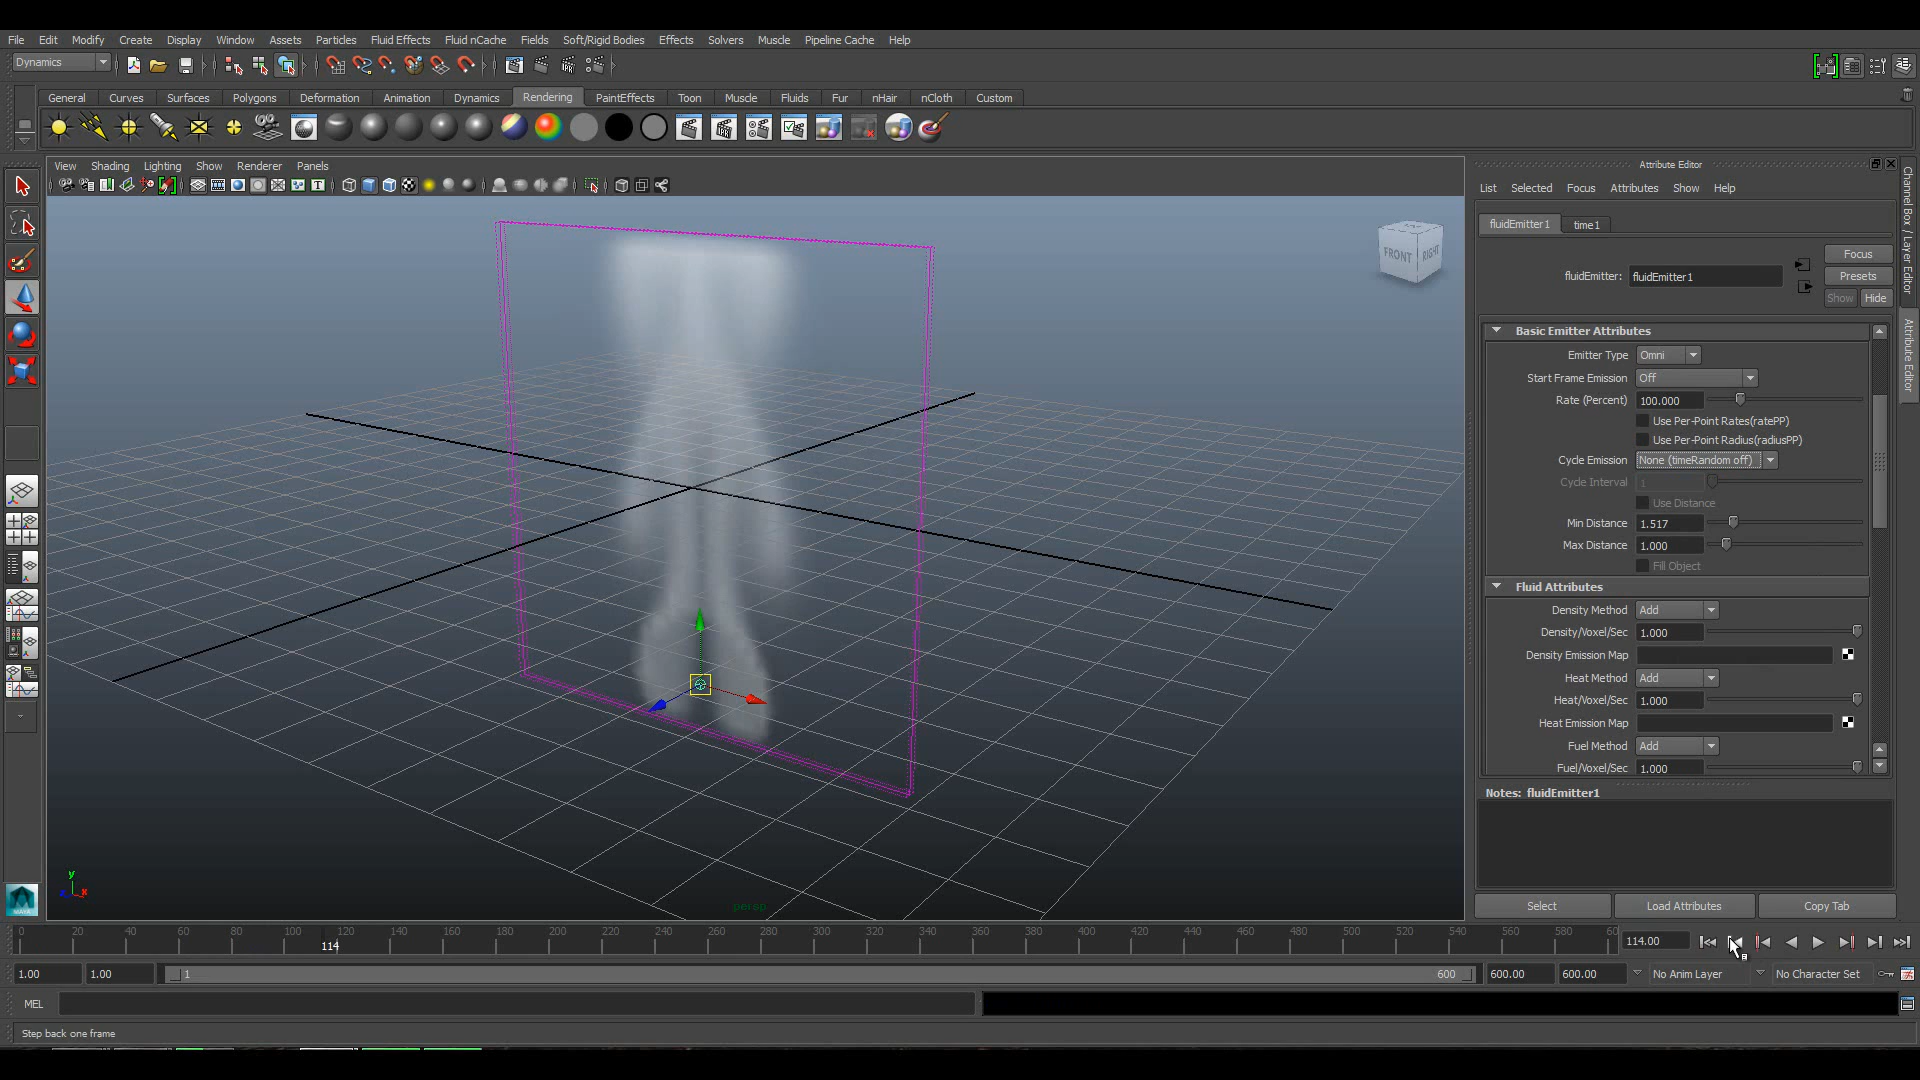 File Edit Modify Create Display Window Assets Particles Fluid Effects Fluid nCache Fields Soft/Rigid Bodies Effects Solvers Muscle Pipeline Cache Help
Dynamics
General Curves Surfaces Polygons Deformation Animation Dynamics Rendering PaintEffects Toon Muscle Fluids Fur nHair nCloth Custom
View Shading Lighting Show Renderer Panels
Attribute Editor
List Selected Focus Attributes Show Help
fluidEmitter1 time1
Focus
fluidEmitter: fluidEmitter1
Presets
Show Hide
Channel Box / Layer Editor
Attribute Editor
FRONT RIGHT
Basic Emitter Attributes
Emitter Type Omni
Start Frame Emission Off
Rate (Percent) 100.000
Use Per-Point Rates(ratePP)
Use Per-Point Radius(radiusPP)
Cycle Emission None (timeRandom off)
Cycle Interval 1
Use Distance
Min Distance 1.517
Max Distance 1.000
Fill Object
Fluid Attributes
Density Method Add
Density/Voxel/Sec 1.000
Density Emission Map
Heat Method Add
Heat/Voxel/Sec 1.000
Heat Emission Map
Fuel Method Add
Fuel/Voxel/Sec 1.000
Notes: fluidEmitter1
y
x
persp
Select Load Attributes Copy Tab
0 20 40 60 80 100 120 140 160 180 200 220 240 260 280 300 320 340 360 380 400 420 440 460 480 500 520 540 560 580 60
114
114.00
1.00 1.00 1 600 600.00 600.00 No Anim Layer No Character Set
MEL
Step back one frame